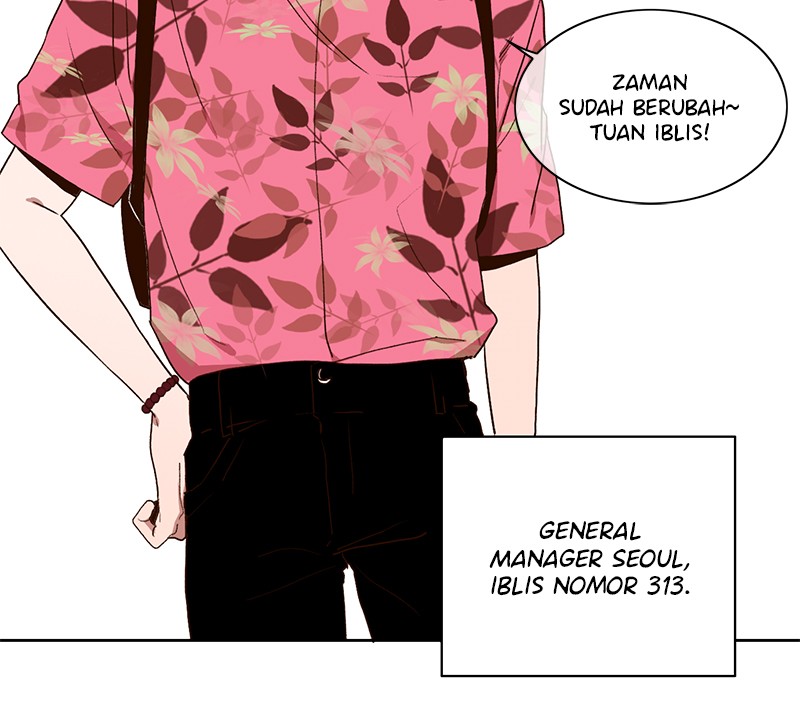 ZAMAN
SUDAH BERUBAH~
TUAN IBLIS!
GENERAL
MANAGER SEOUL,
IBLIS NOMOR 313.